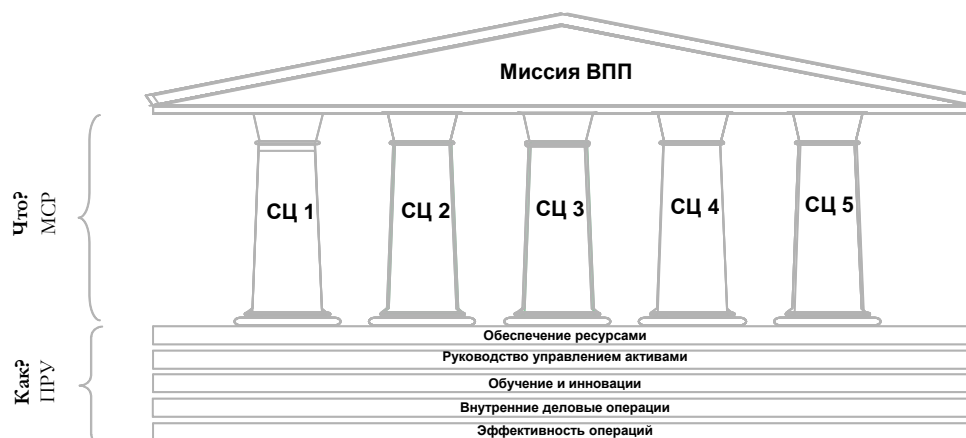 Миссия ВПП
Что?
МСР
СЦ 1
СЦ 2
СЦ 3
СЦ 4
СЦ 5
Как?
ПРУ
Обеспечение ресурсами
Руководство управлением активами
Обучение и инновации
Внутренние деловые операции
Эффективность операций